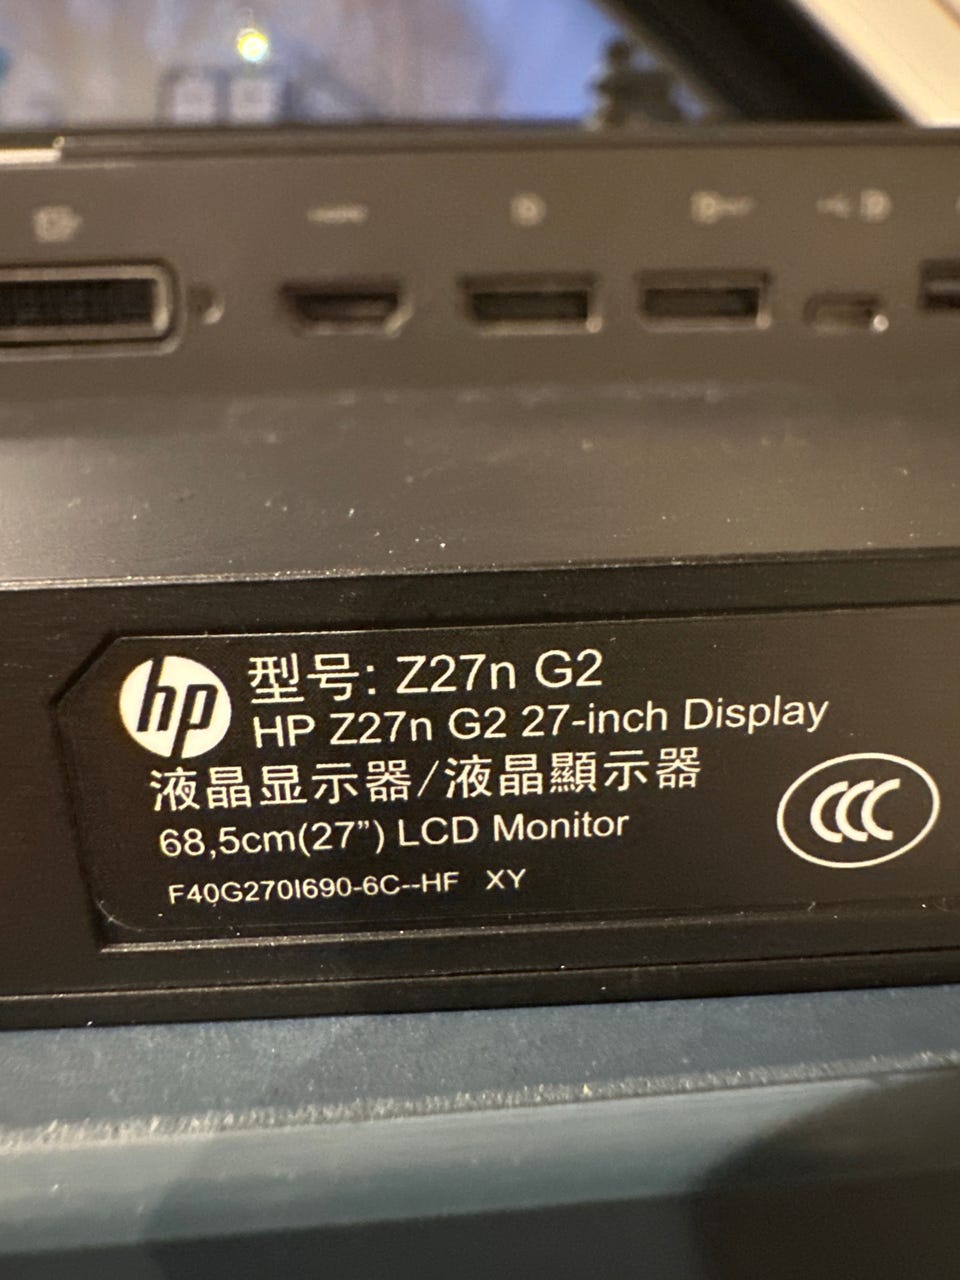 hp
型号: Z27n G2
HP Z27n G2 27-inch Display
液晶显示器/液晶顯示器
68,5cm(27”) LCD Monitor
F40G270I690-6C--HF XY
CCC